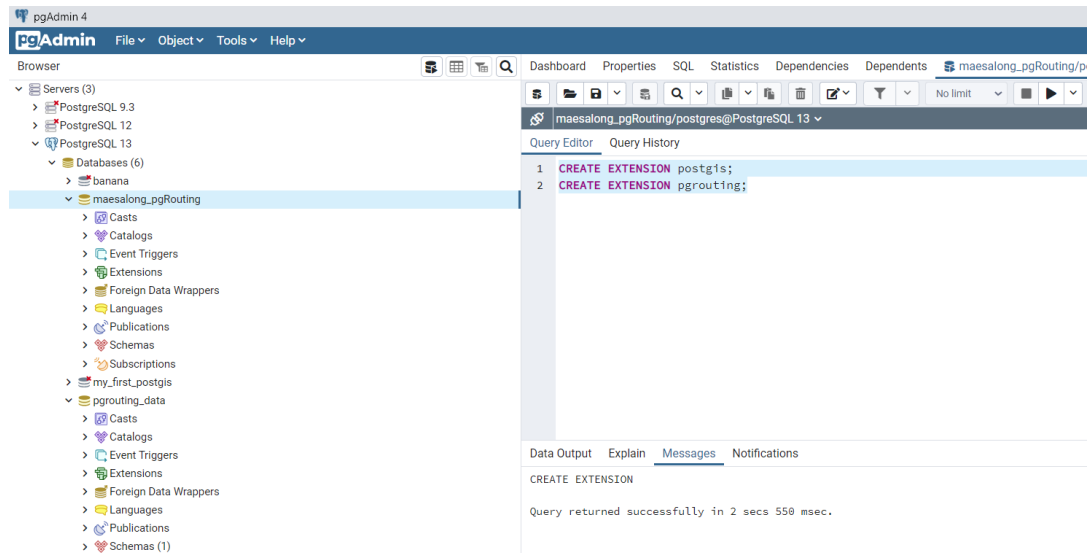 pgAdmin 4
pgAdmin File Object Tools Help
Browser
Servers (3)
PostgreSQL 9.3
PostgreSQL 12
PostgreSQL 13
Databases (6)
banana
maesalong_pgRouting
Casts
Catalogs
Event Triggers
Extensions
Foreign Data Wrappers
Languages
Publications
Schemas
Subscriptions
my_first_postgis
pgrouting_data
Casts
Catalogs
Event Triggers
Extensions
Foreign Data Wrappers
Languages
Publications
Schemas (1)
Dashboard Properties SQL Statistics Dependencies Dependents maesalong_pgRouting/p
No limit
maesalong_pgRouting/postgres@PostgreSQL 13
Query Editor Query History
1 CREATE EXTENSION postgis;
2 CREATE EXTENSION pgrouting;
Data Output Explain Messages Notifications
CREATE EXTENSION
Query returned successfully in 2 secs 550 msec.